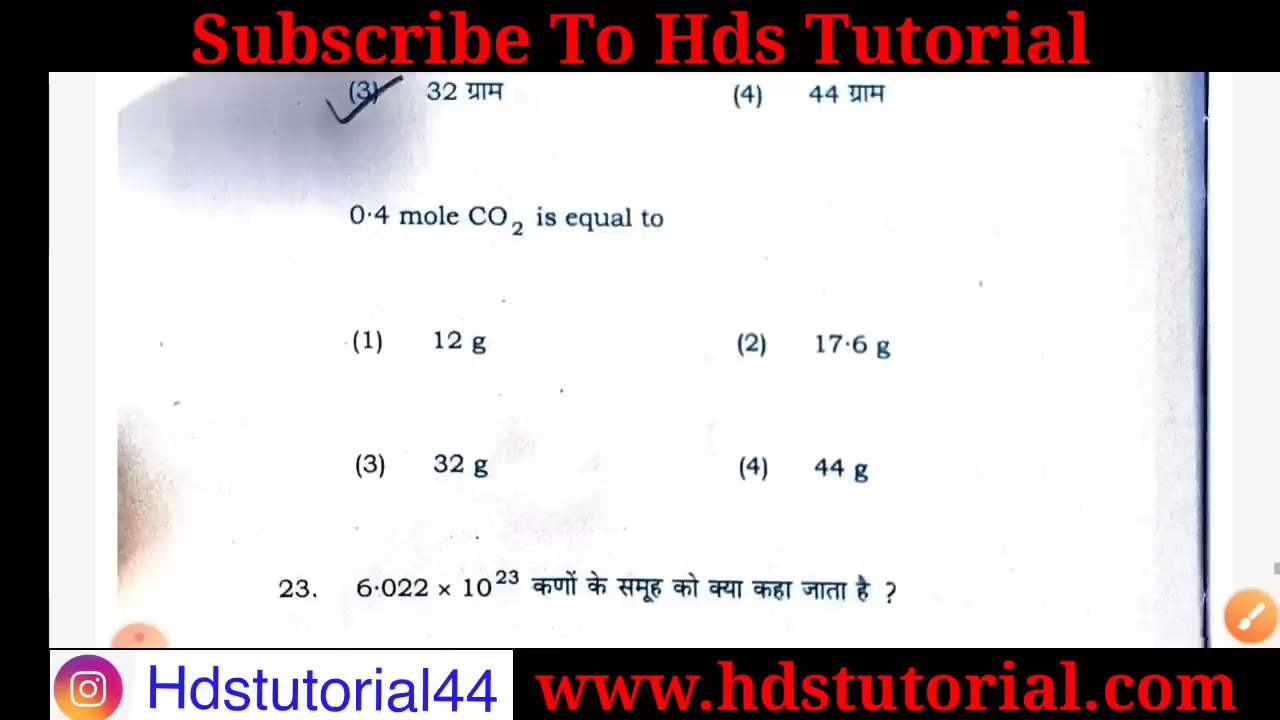 Subscribe To Hds Tutorial
(3) 32 ग्राम (4) 44 ग्राम
0·4 mole CO2 is equal to
(1) 12 g (2) 17·6 g
(3) 32 g (4) 44 g
23. 6·022 × 10^23 कणों के समूह को क्या कहा जाता है ?
Hdstutorial44 www.hdstutorial.com